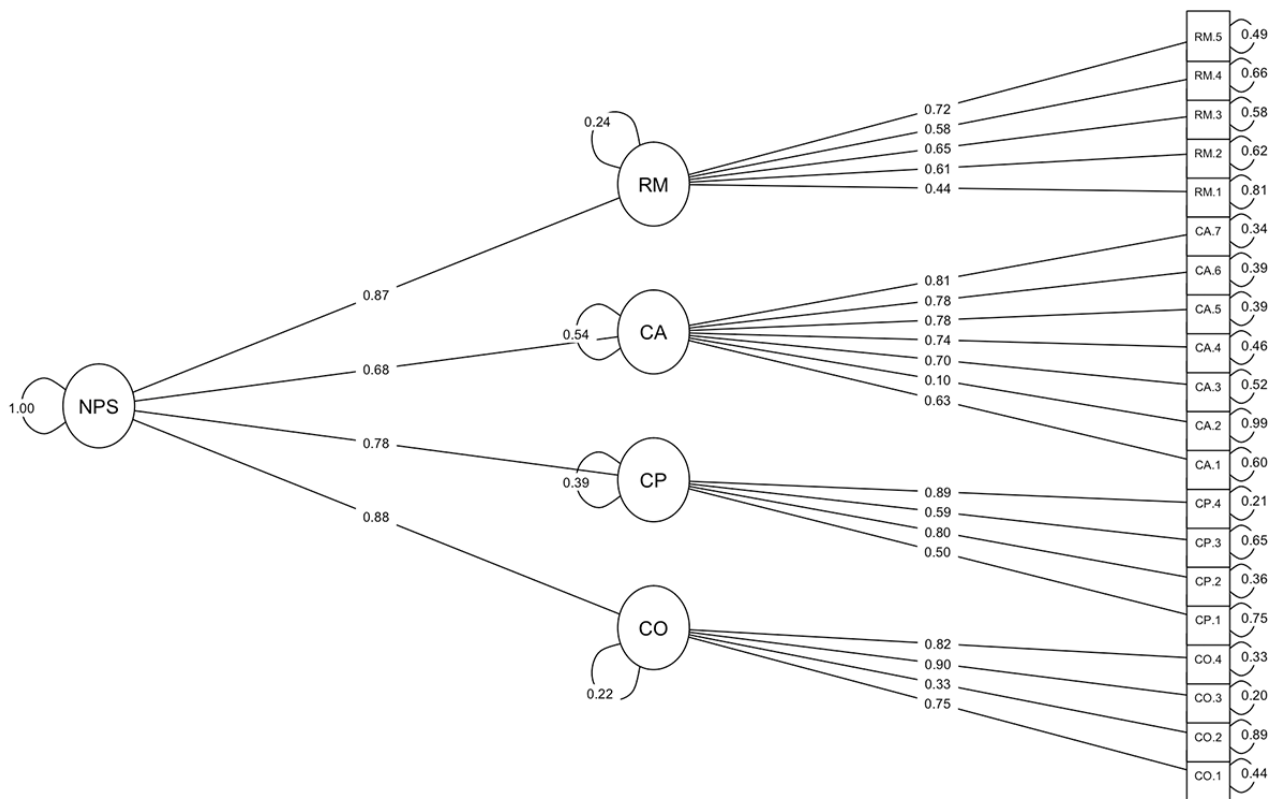 RM.5 0.49
RM.4 0.66
0.72
RM.3 0.58
0.24
0.58
0.65
RM.2 0.62
0.61
RM
0.44
RM.1 0.81
CA.7 0.34
CA.6 0.39
0.81
0.87
0.78
CA.5 0.39
0.78
0.54
CA
0.74
CA.4 0.46
0.70
0.68
0.10
CA.3 0.52
0.63
1.00
NPS
CA.2 0.99
0.78
CA.1 0.60
0.39
CP
0.89
CP.4 0.21
0.59
0.88
0.80
CP.3 0.65
0.50
CP.2 0.36
CP.1 0.75
CO
0.82
CO.4 0.33
0.90
0.33
0.22
CO.3 0.20
0.75
CO.2 0.89
CO.1 0.44